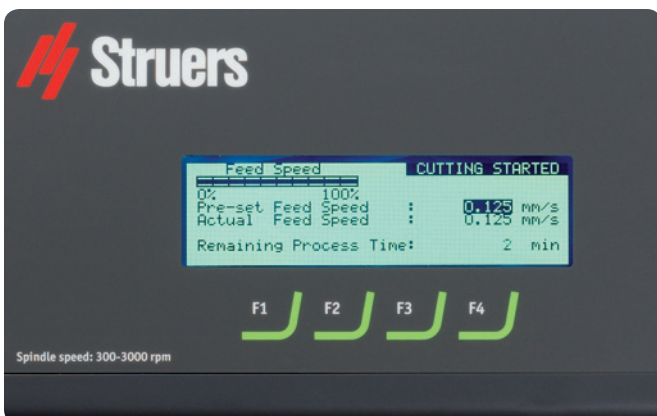 Struers
Feed Speed CUTTING STARTED
0% 100%
Pre-set Feed Speed : 0.125 mm/s
Actual Feed Speed : 0.125 mm/s
Remaining Process Time: 2 min
F1 F2 F3 F4
Spindle speed: 300-3000 rpm